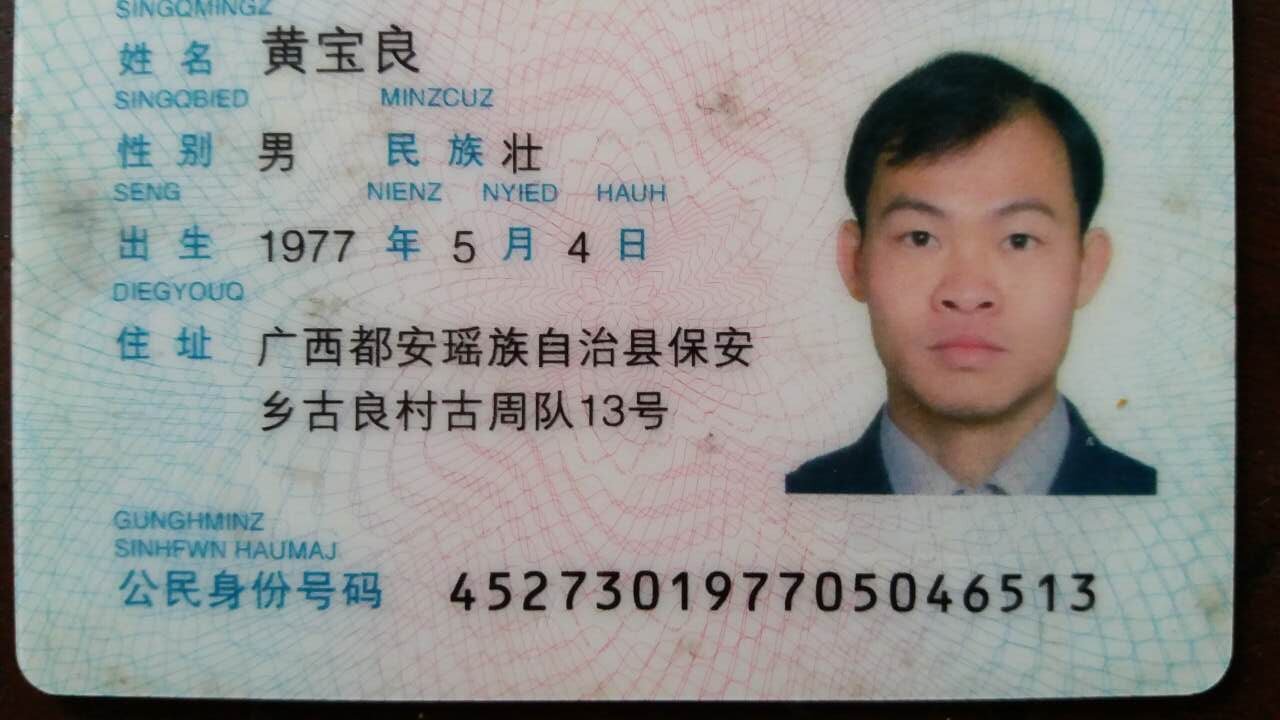 SINGQMINGZ
姓名 黄宝良
SINGQBIED MINZCUZ
性别 男 民族 壮
SENG NIENZ NYIED HAUH
出生 1977 年 5 月 4 日
DIEGYOUQ
住址 广西都安瑶族自治县保安
乡古良村古周队13号
GUNGHMINZ
SINHFWN HAUMAJ
公民身份号码 452730197705046513